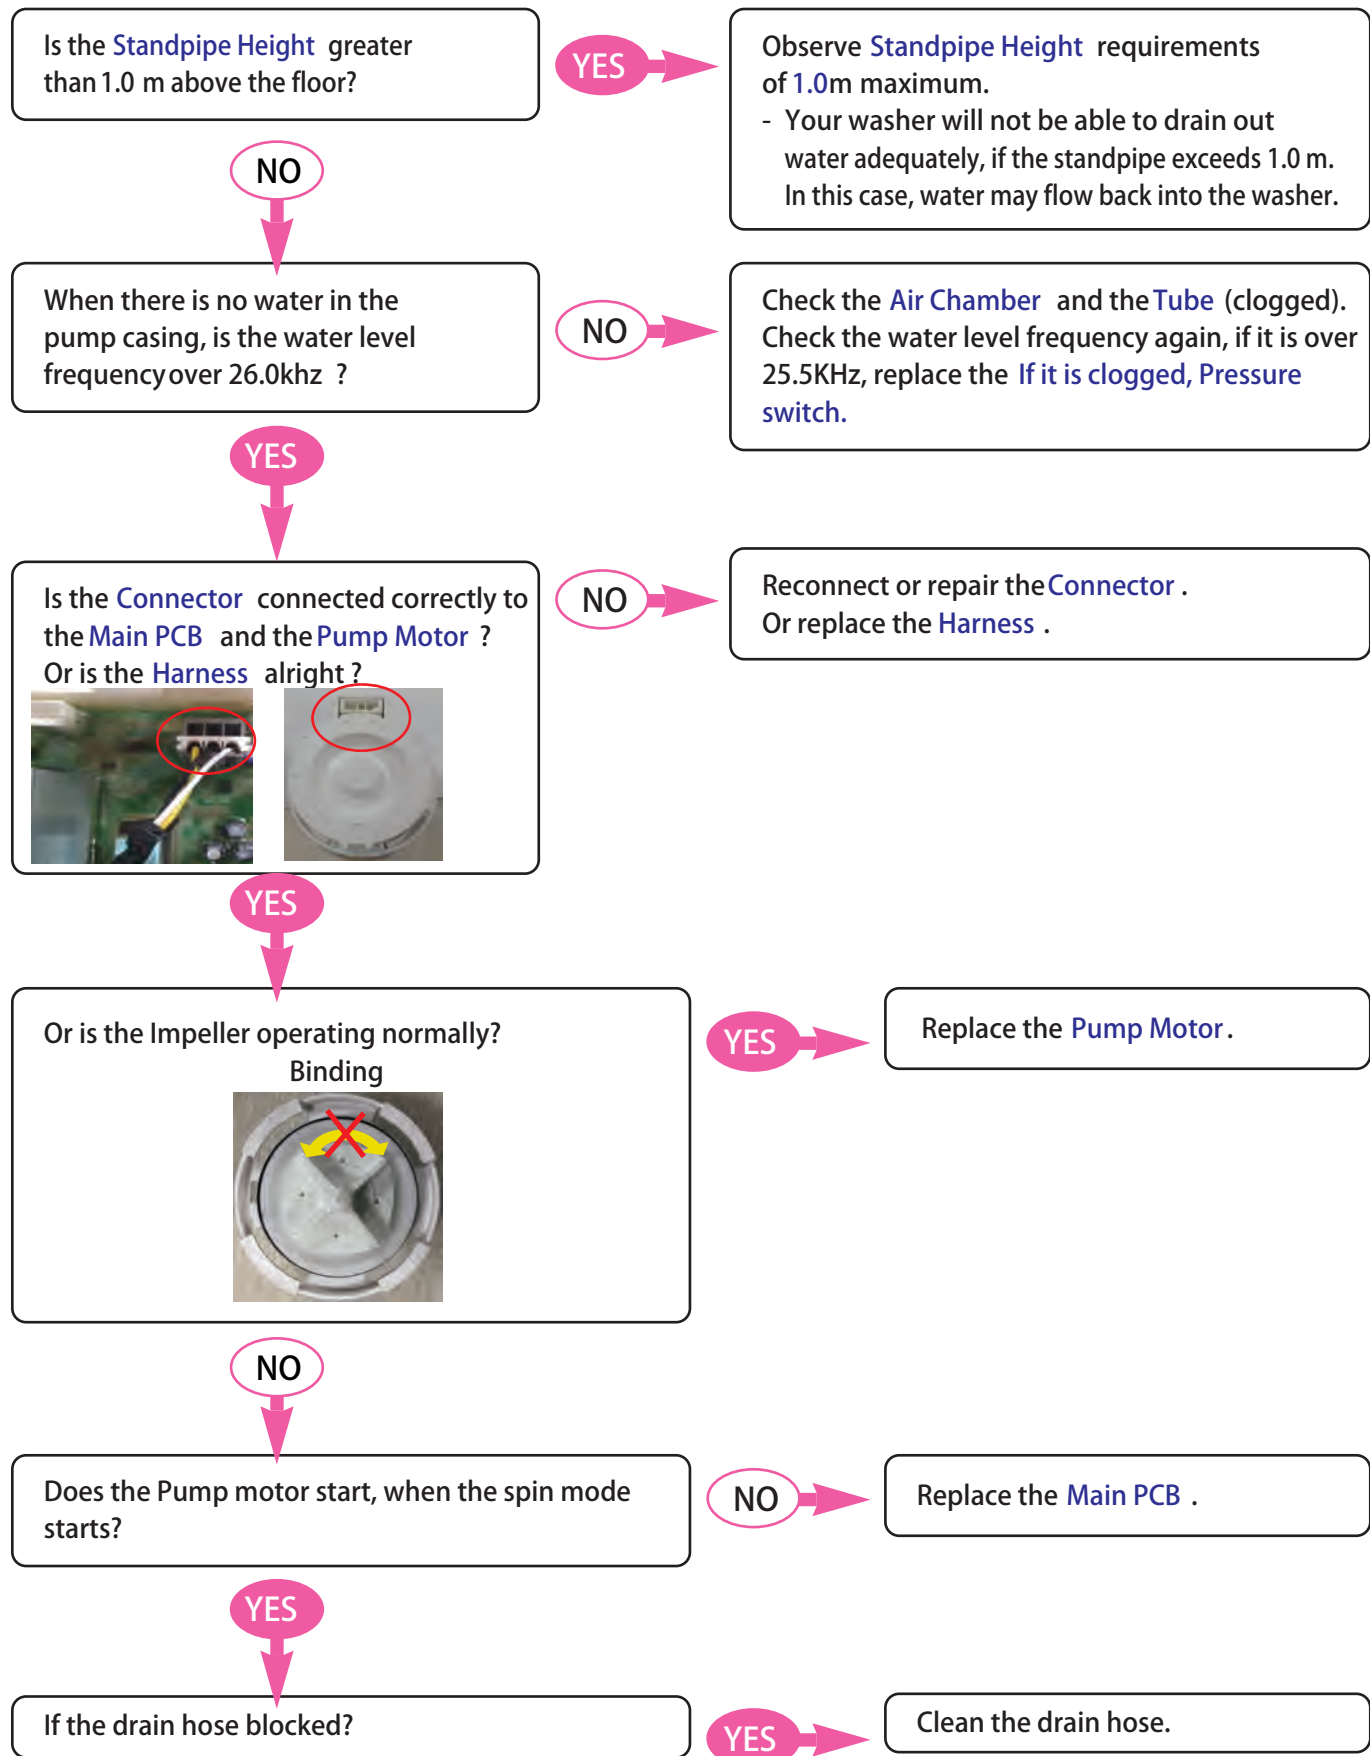 Is the Standpipe Height greater
than 1.0 m above the floor?
YES
Observe Standpipe Height requirements
of 1.0m maximum.
- Your washer will not be able to drain out
water adequately, if the standpipe exceeds 1.0 m.
In this case, water may flow back into the washer.
NO
When there is no water in the
pump casing, is the water level
frequency over 26.0khz ?
NO
Check the Air Chamber and the Tube (clogged).
Check the water level frequency again, if it is over
25.5KHz, replace the If it is clogged, Pressure
switch.
YES
Is the Connector connected correctly to
the Main PCB and the Pump Motor ?
Or is the Harness alright ?
NO
Reconnect or repair the Connector .
Or replace the Harness .
YES
Or is the Impeller operating normally?
Binding
YES
Replace the Pump Motor .
NO
Does the Pump motor start, when the spin mode
starts?
NO
Replace the Main PCB .
YES
If the drain hose blocked?
YES
Clean the drain hose.